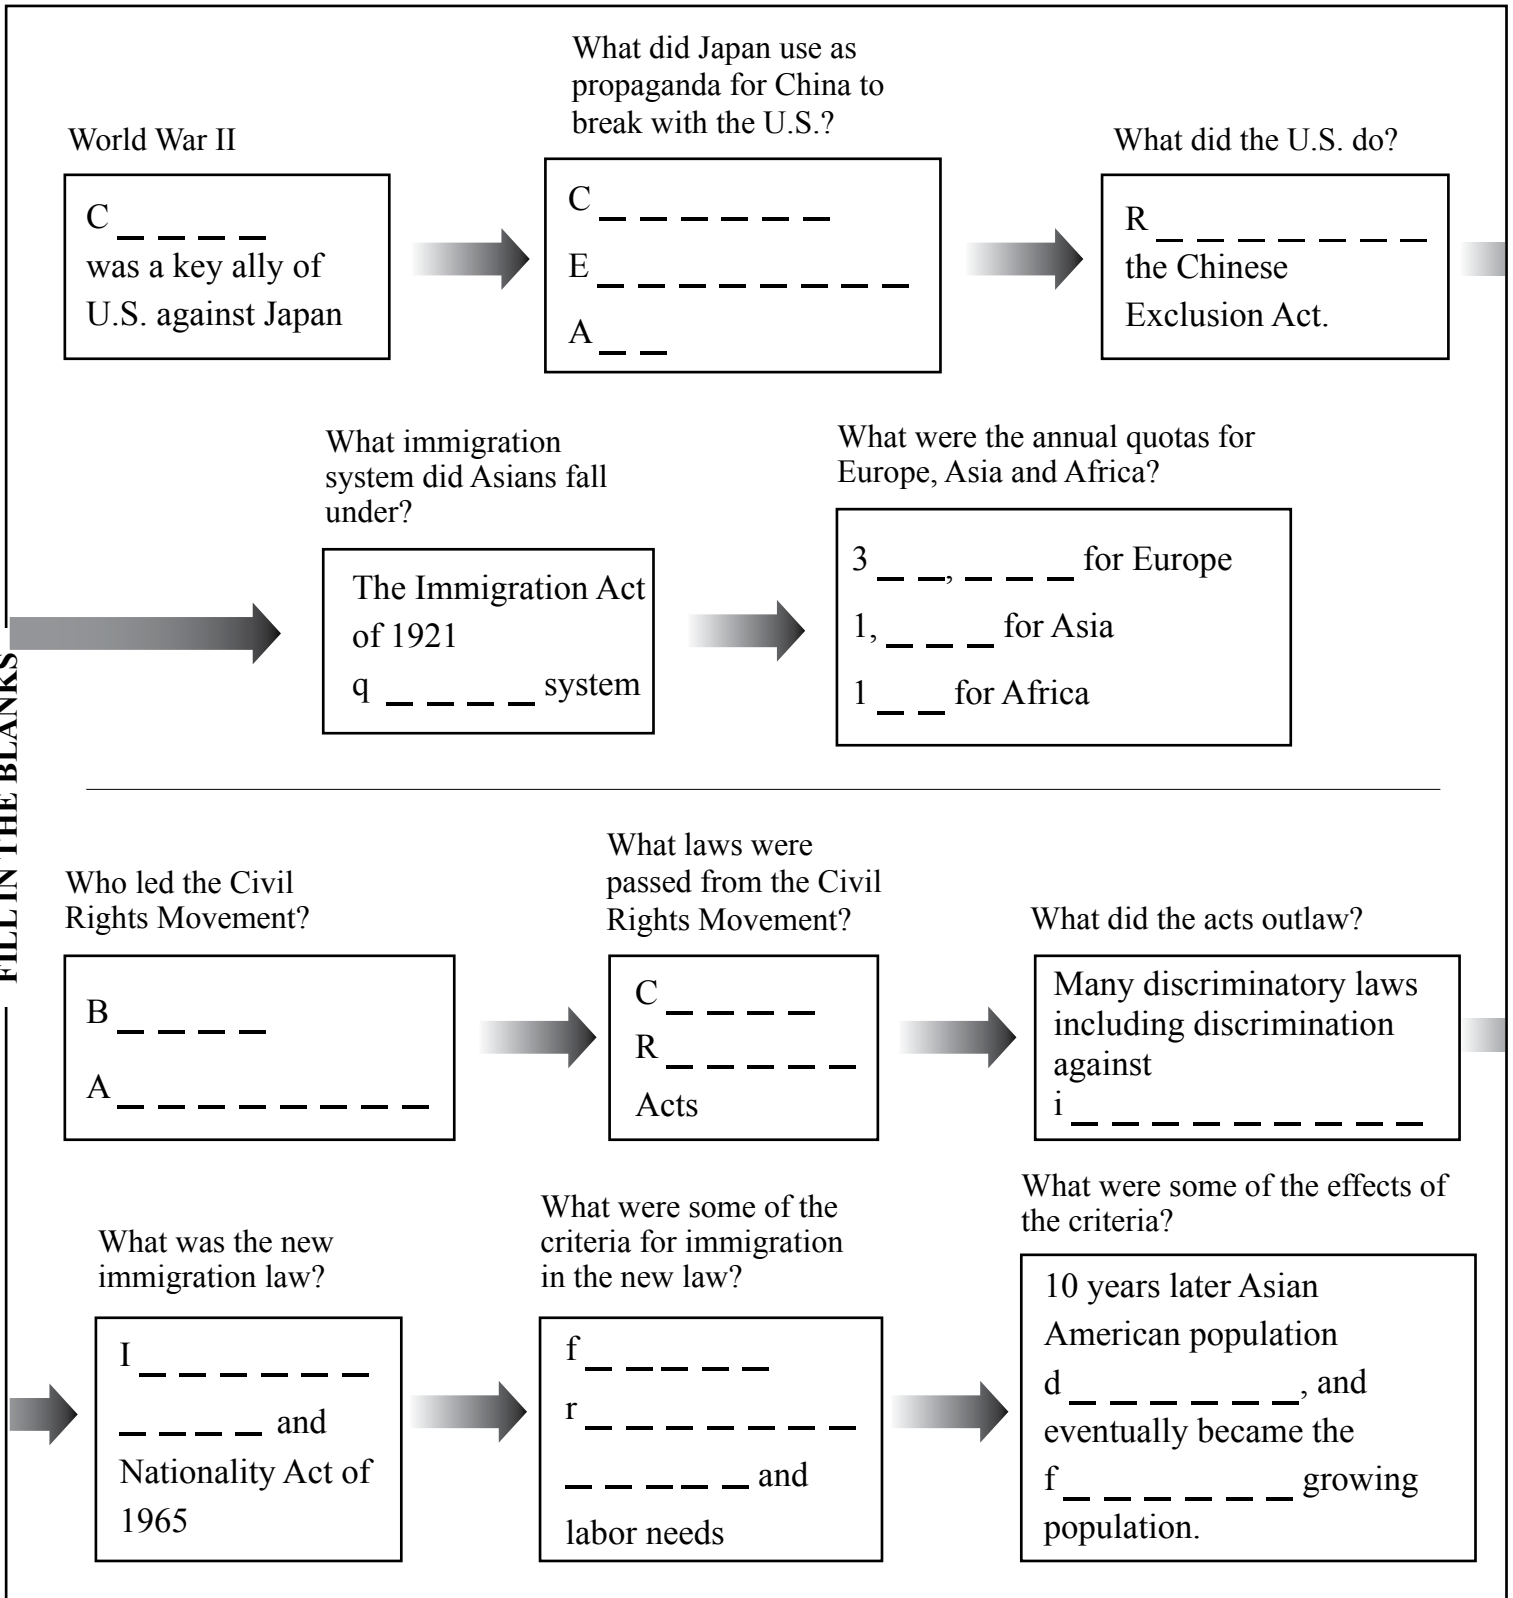 What did Japan use as
propaganda for China to
break with the U.S.?
World War II
What did the U.S. do?
C _ _ _ _
was a key ally of
U.S. against Japan
C _ _ _ _ _ _
E _ _ _ _ _ _ _ _
A _ _
R _ _ _ _ _ _ _
the Chinese
Exclusion Act.
What immigration
system did Asians fall
under?
What were the annual quotas for
Europe, Asia and Africa?
The Immigration Act
of 1921
q _ _ _ _ system
3 _ _, _ _ _ for Europe
1, _ _ _ for Asia
1 _ _ for Africa
FILL IN THE BLANKS
Who led the Civil
Rights Movement?
What laws were
passed from the Civil
Rights Movement?
What did the acts outlaw?
B _ _ _ _
A _ _ _ _ _ _ _ _
C _ _ _ _
R _ _ _ _ _
Acts
Many discriminatory laws
including discrimination
against
i _ _ _ _ _ _ _ _ _
What was the new
immigration law?
What were some of the
criteria for immigration
in the new law?
What were some of the effects of
the criteria?
I _ _ _ _ _ _
_ _ _ _ and
Nationality Act of
1965
f _ _ _ _ _
r _ _ _ _ _ _ _
_ _ _ _ _ and
labor needs
10 years later Asian
American population
d _ _ _ _ _ _, and
eventually became the
f _ _ _ _ _ _ growing
population.